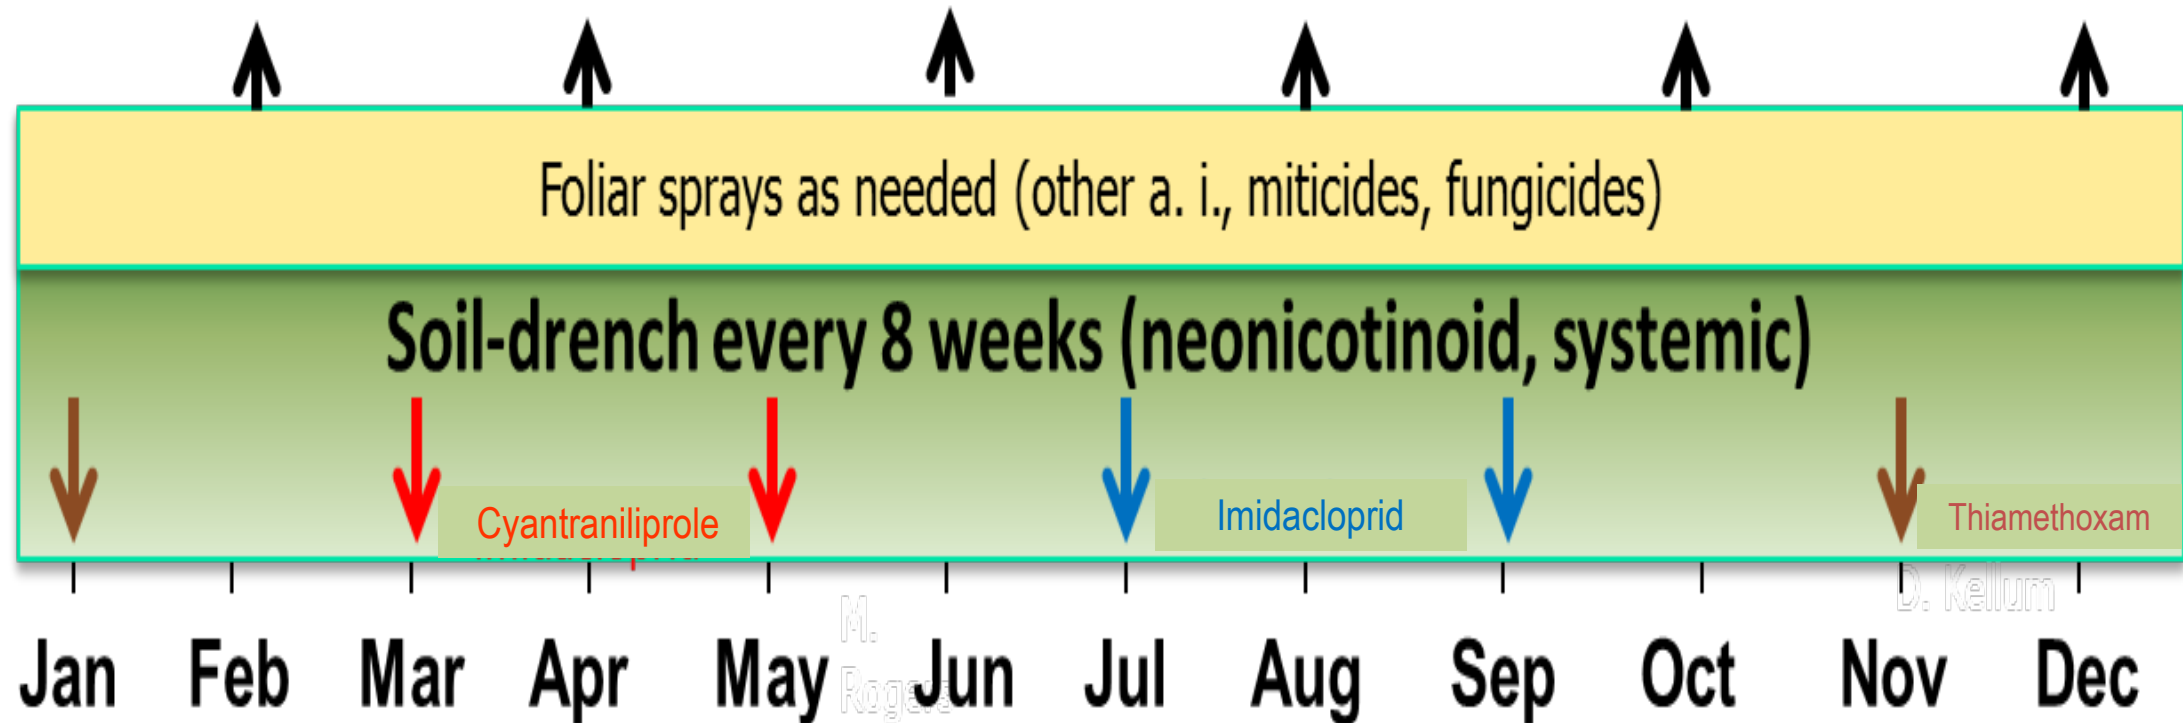 Foliar sprays as needed (other a. i., miticides, fungicides)
Soil-drench every 8 weeks (neonicotinoid, systemic)
Cyantraniliprole
Imidacloprid
Thiamethoxam
D. Kellum
M.
Rogers
Jan Feb Mar Apr May Jun Jul Aug Sep Oct Nov Dec